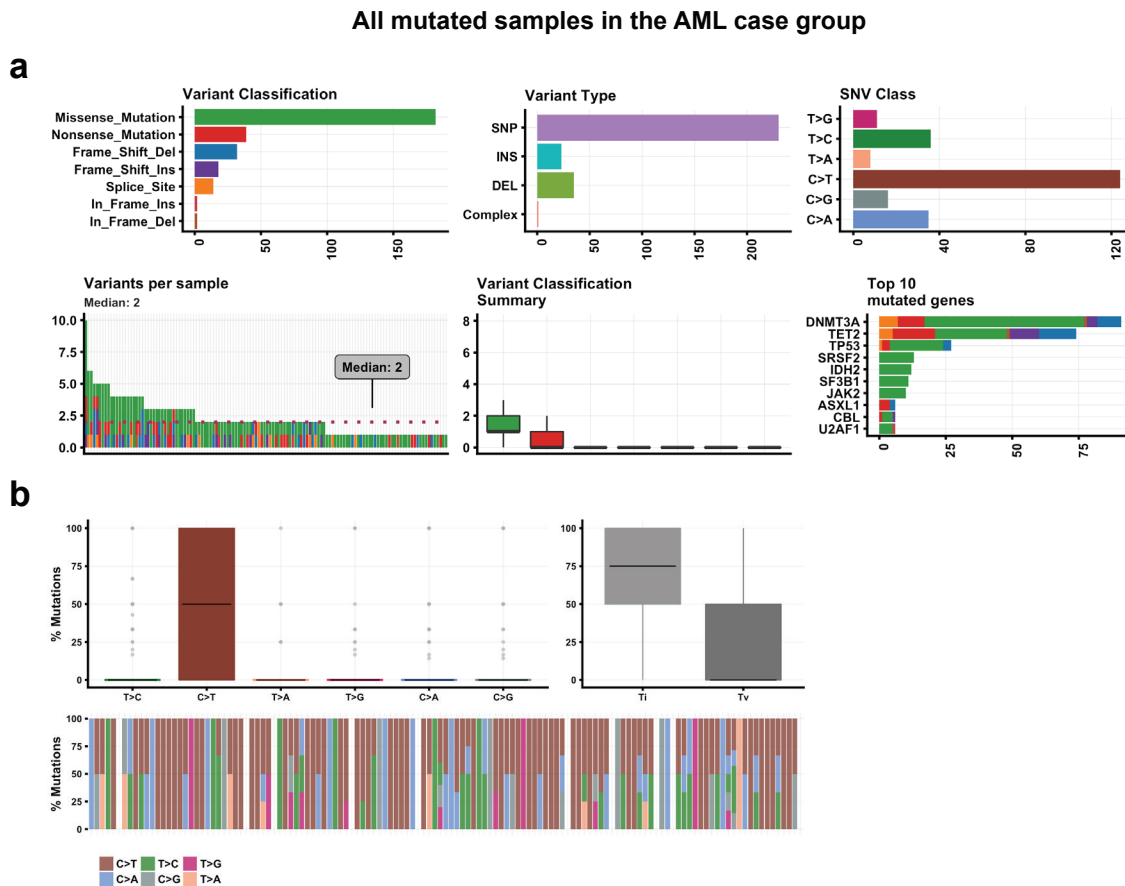 All mutated samples in the AML case group
a
Variant Classification
Missense_Mutation
Nonsense_Mutation
Frame_Shift_Del
Frame_Shift_Ins
Splice_Site
In_Frame_Ins
In_Frame_Del
0
50
100
150
Variant Type
SNP
INS
DEL
Complex
0
50
100
150
200
SNV Class
T>G
T>C
T>A
C>T
C>G
C>A
0
40
80
120
Variants per sample
Median: 2
10.0
7.5
5.0
2.5
0.0
Median: 2
Variant Classification
Summary
8
6
4
2
0
Top 10
mutated genes
DNMT3A
TET2
TP53
SRSF2
IDH2
SF3B1
JAK2
ASXL1
CBL
U2AF1
0
25
50
75
b
% Mutations
100
75
50
25
0
T>C
C>T
T>A
T>G
C>A
C>G
100
75
50
25
0
Ti
Tv
% Mutations
100
75
50
25
0
C>T
T>C
T>G
C>A
C>G
T>A